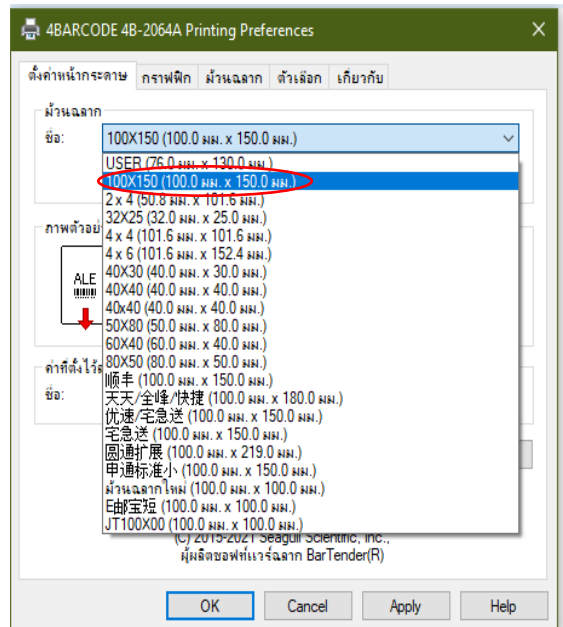 4BARCODE 4B-2064A Printing Preferences
ตั้งค่าหน้ากระดาษ กราฟฟิก ม้วนฉลาก ตัวเลือก เกี่ยวกับ
ม้วนฉลาก
ชื่อ: 100X150 (100.0 มม. x 150.0 มม.)
USER (76.0 มม. x 130.0 มม.)
100X150 (100.0 มม. x 150.0 มม.)
2 x 4 (50.8 มม. x 101.6 มม.)
32X25 (32.0 มม. x 25.0 มม.)
4 x 4 (101.6 มม. x 101.6 มม.)
4 x 6 (101.6 มม. x 152.4 มม.)
40X30 (40.0 มม. x 30.0 มม.)
40X40 (40.0 มม. x 40.0 มม.)
40x40 (40.0 มม. x 40.0 มม.)
50X80 (50.0 มม. x 80.0 มม.)
60X40 (60.0 มม. x 40.0 มม.)
80X50 (80.0 มม. x 50.0 มม.)
顺丰 (100.0 มม. x 150.0 มม.)
天天/全峰/快捷 (100.0 มม. x 180.0 มม.)
优速/宅急送 (100.0 มม. x 150.0 มม.)
宅急送 (100.0 มม. x 150.0 มม.)
圆通扩展 (100.0 มม. x 219.0 มม.)
申通标准小 (100.0 มม. x 150.0 มม.)
ม้วนฉลากใหม่ (100.0 มม. x 100.0 มม.)
E邮宝短 (100.0 มม. x 100.0 มม.)
JT100X00 (100.0 มม. x 100.0 มม.)
ภาพตัวอย่
ALE
ค่าที่ตั้งไว้
ชื่อ:
(C) 2015-2021 Seagull Scientific, Inc.,
ผู้ผลิตซอฟท์แวร์ฉลาก BarTender(R)
OK Cancel Apply Help